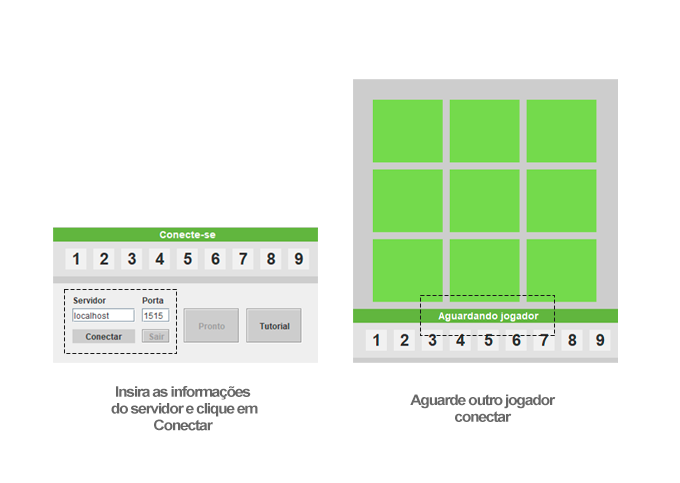 Conecte-se
1 2 3 4 5 6 7 8 9
Servidor Porta
localhost 1515
Conectar Sair
Pronto
Tutorial
Insira as informações
do servidor e clique em
Conectar
Aguardando jogador
1 2 3 4 5 6 7 8 9
Aguarde outro jogador
conectar